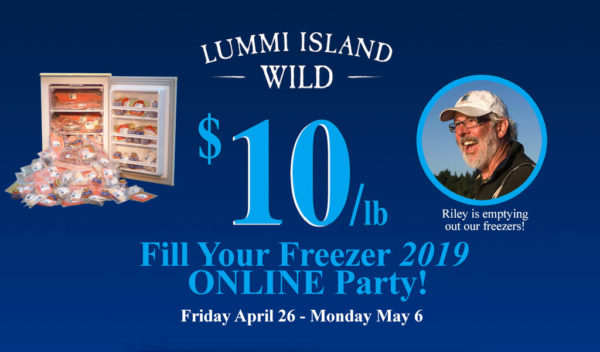 LUMMI ISLAND
WILD
$10/lb
Riley is emptying
out our freezers!
Fill Your Freezer 2019
ONLINE Party!
Friday April 26 - Monday May 6